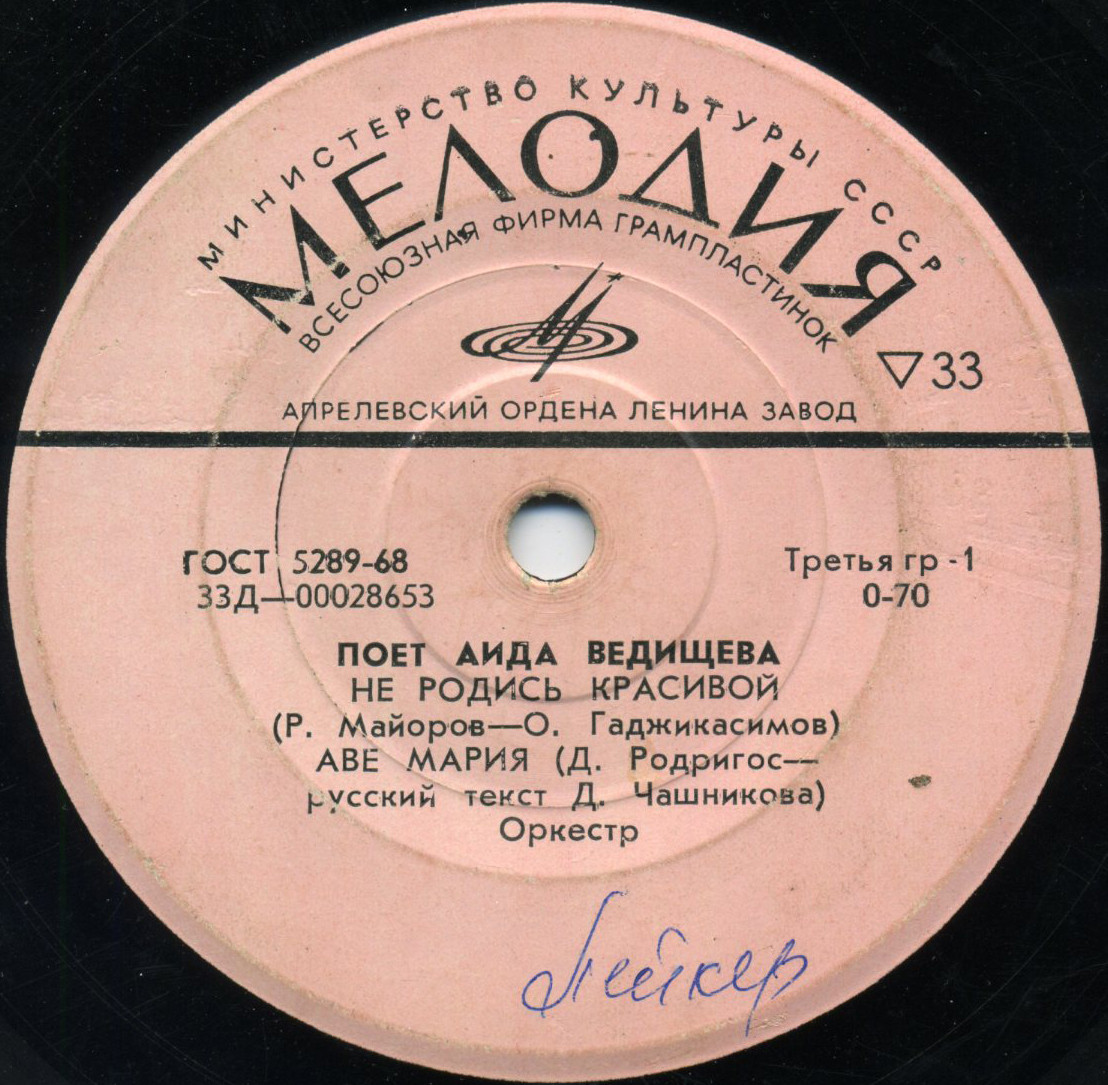 МИНИСТЕРСТВО КУЛЬТУРЫ СССР
МЕЛОДИЯ
ВСЕСОЮЗНАЯ ФИРМА ГРАМПЛАСТИНОК
▽33
АПРЕЛЕВСКИЙ ОРДЕНА ЛЕНИНА ЗАВОД
ГОСТ 5289-68
33Д—00028653
Третья гр-1
0-70
ПОЕТ АИДА ВЕДИЩЕВА
НЕ РОДИСЬ КРАСИВОЙ
(Р. Майоров—О. Гаджикасимов)
АВЕ МАРИЯ (Д. Родригос—
русский текст Д. Чашникова)
Оркестр